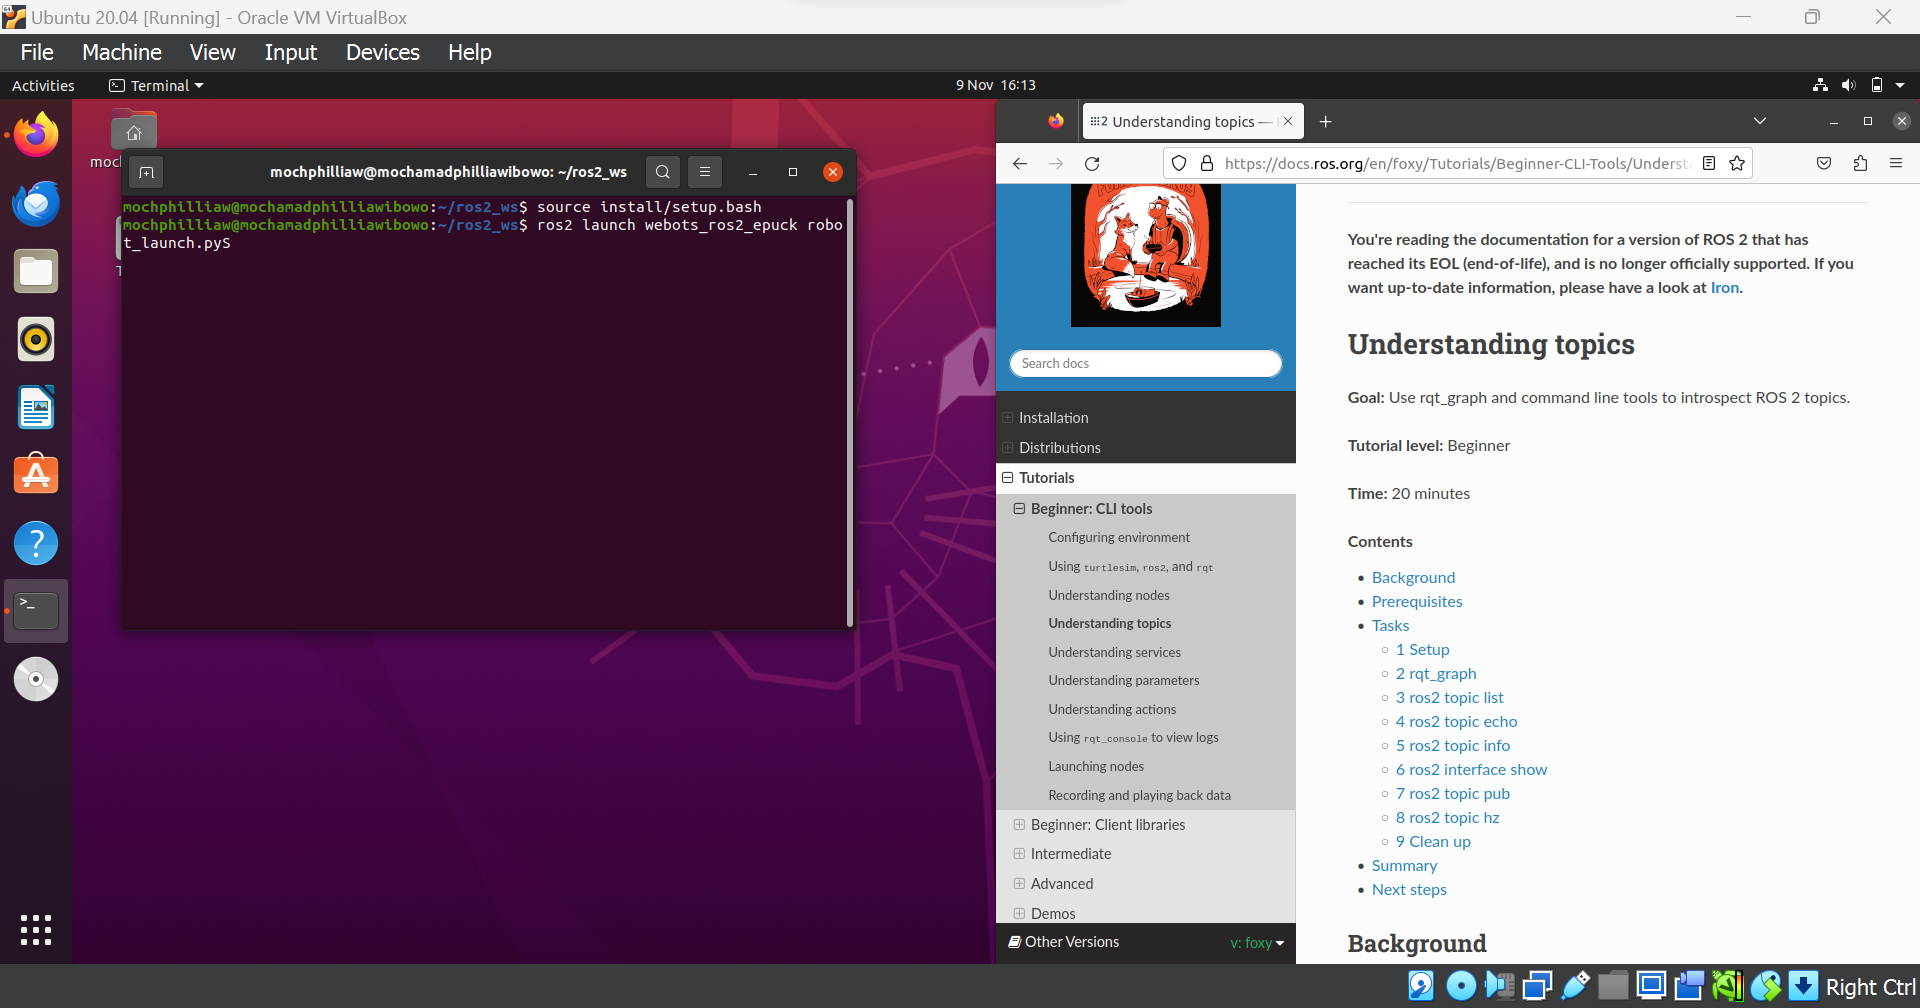 Ubuntu 20.04 [Running] - Oracle VM VirtualBox
File Machine View Input Devices Help
Activities Terminal 9 Nov 16:13
moc
mochphilliaw@mochamadphilliawibowo: ~/ros2_ws
mochphilliaw@mochamadphilliawibowo:~/ros2_ws$ source install/setup.bash
mochphilliaw@mochamadphilliawibowo:~/ros2_ws$ ros2 launch webots_ros2_epuck robo
t_launch.pyS
T
Understanding topics —
https://docs.ros.org/en/foxy/Tutorials/Beginner-CLI-Tools/Underst
Search docs
Installation
Distributions
Tutorials
Beginner: CLI tools
Configuring environment
Using turtlesim, ros2, and rqt
Understanding nodes
Understanding topics
Understanding services
Understanding parameters
Understanding actions
Using rqt_console to view logs
Launching nodes
Recording and playing back data
Beginner: Client libraries
Intermediate
Advanced
Demos
Other Versions v: foxy
You're reading the documentation for a version of ROS 2 that has
reached its EOL (end-of-life), and is no longer officially supported. If you
want up-to-date information, please have a look at Iron.
Understanding topics
Goal: Use rqt_graph and command line tools to introspect ROS 2 topics.
Tutorial level: Beginner
Time: 20 minutes
Contents
Background
Prerequisites
Tasks
1 Setup
2 rqt_graph
3 ros2 topic list
4 ros2 topic echo
5 ros2 topic info
6 ros2 interface show
7 ros2 topic pub
8 ros2 topic hz
9 Clean up
Summary
Next steps
Background
Right Ctrl